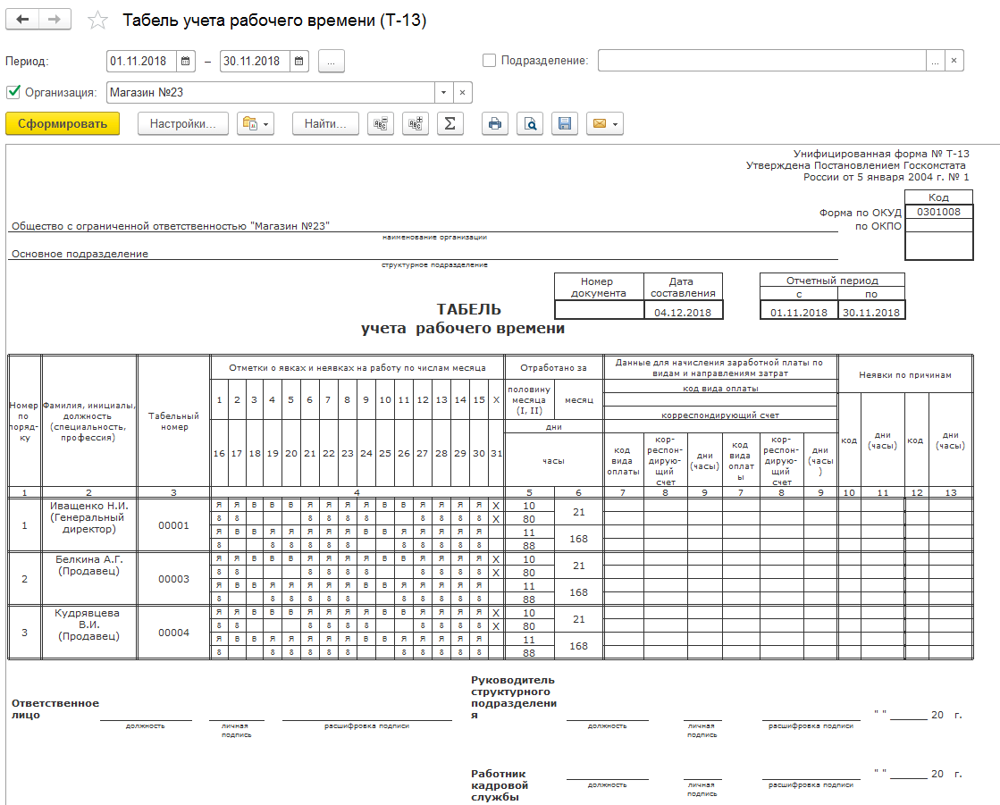 Табель учета рабочего времени (Т-13)
Период: 01.11.2018 – 30.11.2018 ... Подразделение: ... ×
Организация: Магазин №23 ×
Сформировать Настройки... Найти... Σ
Унифицированная форма № Т-13
Утверждена Постановлением Госкомстата
России от 5 января 2004 г. № 1
Код
Форма по ОКУД 0301008
Общество с ограниченной ответственностью "Магазин №23" по ОКПО
наименование организации
Основное подразделение
структурное подразделение
Номер документа
Дата составления
04.12.2018
Отчетный период
с по
01.11.2018 30.11.2018
ТАБЕЛЬ
учета рабочего времени
Номер
по
поряд-
ку
Фамилия, инициалы,
должность
(специальность,
профессия)
Табельный
номер
Отметки о явках и неявках на работу по числам месяца
1 2 3 4 5 6 7 8 9 10 11 12 13 14 15 X
16 17 18 19 20 21 22 23 24 25 26 27 28 29 30 31
Отработано за
половину
месяца
(I, II)
месяц
дни
часы
Данные для начисления заработной платы по
видам и направлениям затрат
код вида оплаты
корреспондирующий счет
код
вида
оплаты
кор-
респон-
дирую-
щий
счет
дни
(часы)
код
вида
оплат
ы
кор-
респон-
дирую-
щий
счет
дни
(часы
)
Неявки по причинам
код
дни
(часы)
код
дни
(часы)
1 2 3 4 5 6 7 8 9 7 8 9 10 11 12 13
1
Иващенко Н.И.
(Генеральный
директор)
00001
Я Я В В В Я Я Я Я В В Я Я Я Я X 10 21
8 8 8 8 8 8 8 8 8 8 X 80
Я В В Я Я Я Я Я В В Я Я Я Я Я 11 168
8 8 8 8 8 8 8 8 8 8 8 88
2
Белкина А.Г.
(Продавец)
00003
Я Я В В В Я Я Я Я В В Я Я Я Я X 10 21
8 8 8 8 8 8 8 8 8 8 X 80
Я В В Я Я Я Я Я В В Я Я Я Я Я 11 168
8 8 8 8 8 8 8 8 8 8 8 88
3
Кудрявцева
В.И.
(Продавец)
00004
Я Я В В В Я Я Я Я В В Я Я Я Я X 10 21
8 8 8 8 8 8 8 8 8 8 X 80
Я В В Я Я Я Я Я В В Я Я Я Я Я 11 168
8 8 8 8 8 8 8 8 8 8 8 88
Ответственное
лицо
должность
личная
подпись
расшифровка подписи
Руководитель
структурного
подразделени
я
должность
личная
подпись
расшифровка подписи
" " ______ 20 г.
Работник
кадровой
службы
должность
личная
подпись
расшифровка подписи
" " ______ 20 г.